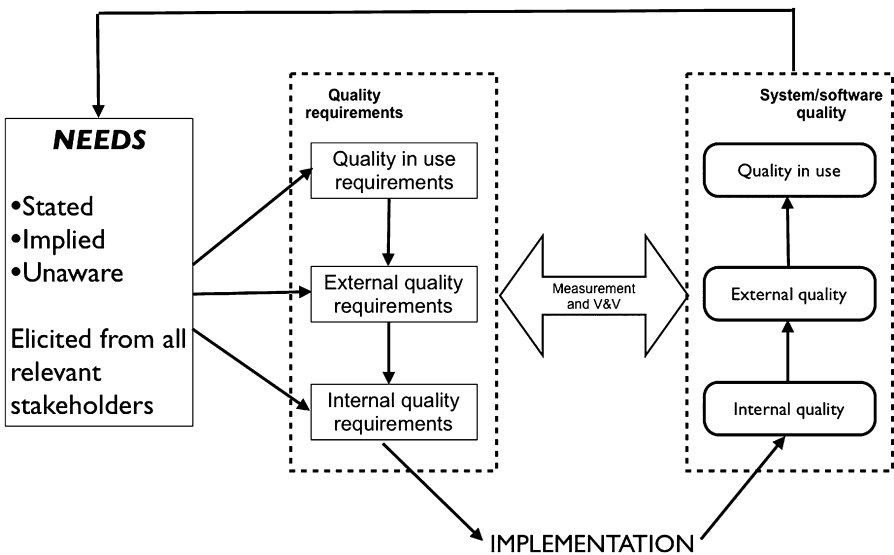 NEEDS
•Stated
•Implied
•Unaware
Elicited from all
relevant
stakeholders
Quality
requirements
Quality in use
requirements
External quality
requirements
Internal quality
requirements
Measurement
and V&V
System/software
quality
Quality in use
External quality
Internal quality
IMPLEMENTATION